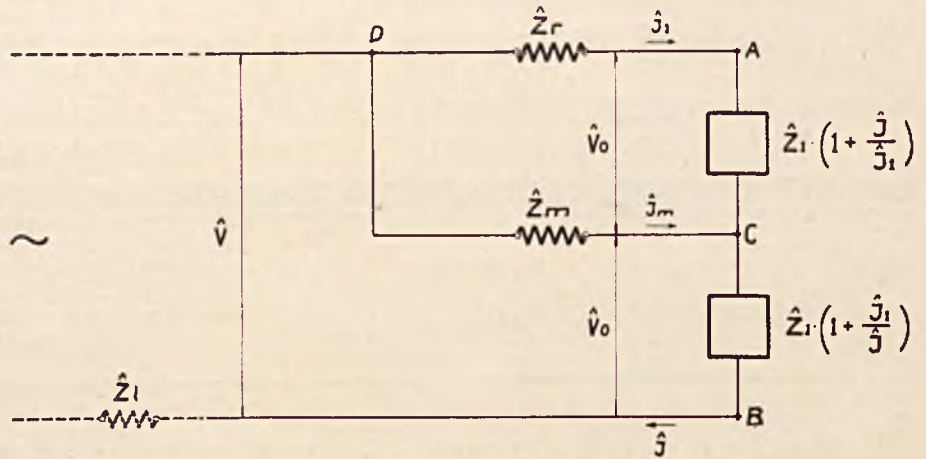 D
Ẑr
ĵ1
A
V̂o
Ẑ1·(1 + Ĵ/Ĵ1)
Ẑm
ĵm
~
V̂
C
V̂o
Ẑ1·(1 + Ĵ1/Ĵ)
Ẑl
B
ĵ